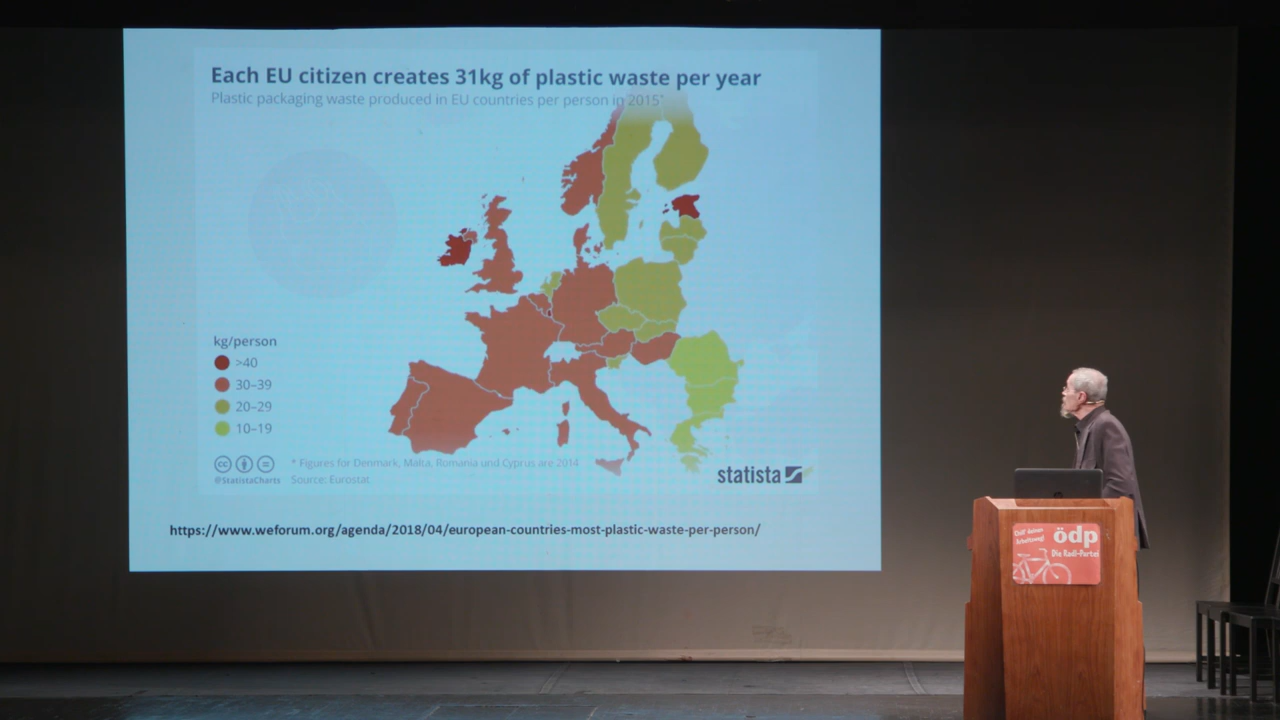 Each EU citizen creates 31kg of plastic waste per year
Plastic packaging waste produced in EU countries per person in 2015*
kg/person
>40
30–39
20–29
10–19
cc
@StatistaCharts
* Figures for Denmark, Malta, Romania und Cyprus are 2014
Source: Eurostat
statista
https://www.weforum.org/agenda/2018/04/european-countries-most-plastic-waste-per-person/
ödp
Die Radl-Partei